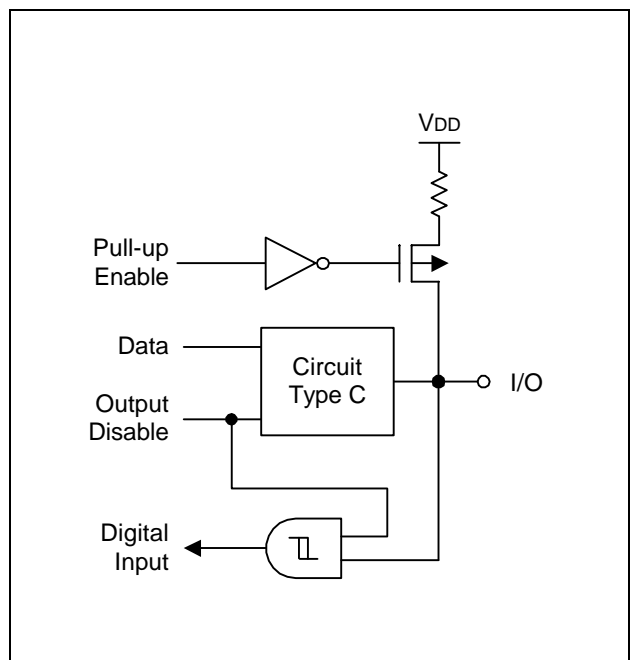 VDD
Pull-up
Enable
Data
Circuit
Type C
I/O
Output
Disable
Digital
Input